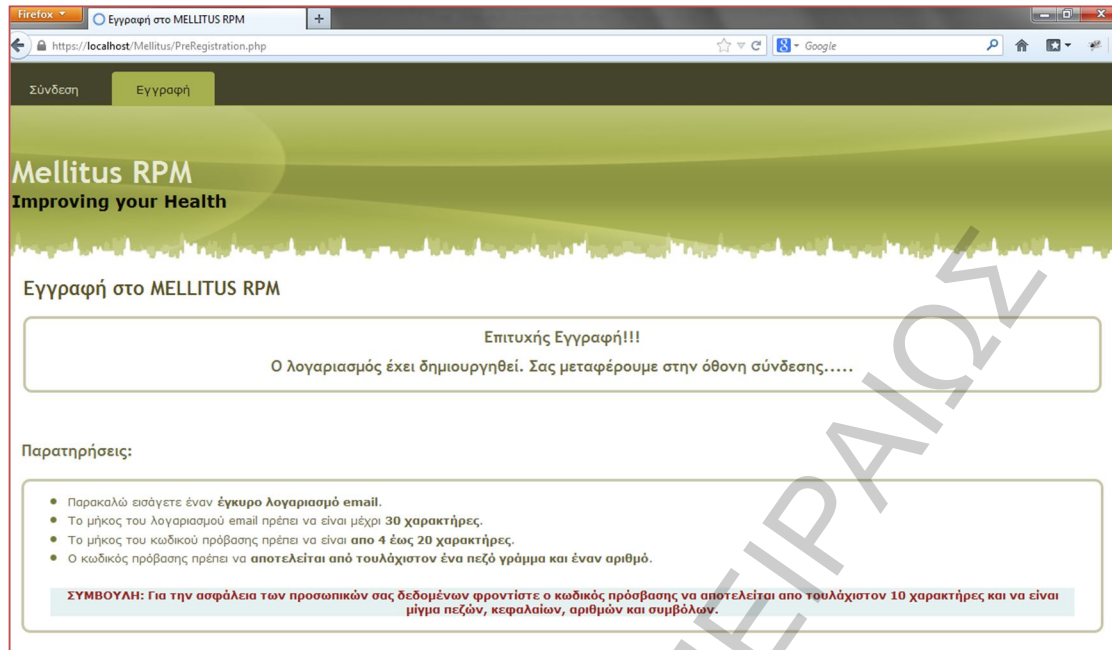 Firefox
Εγγραφή στο MELLITUS RPM
https://localhost/Mellitus/PreRegistration.php
Google
Σύνδεση
Εγγραφή
Mellitus RPM
Improving your Health
Εγγραφή στο MELLITUS RPM
Επιτυχής Εγγραφή!!!
Ο λογαριασμός έχει δημιουργηθεί. Σας μεταφέρουμε στην όθονη σύνδεσης.....
Παρατηρήσεις:
Παρακαλώ εισάγετε έναν έγκυρο λογαριασμό email.
Το μήκος του λογαριασμού email πρέπει να είναι μέχρι 30 χαρακτήρες.
Το μήκος του κωδικού πρόβασης πρέπει να είναι απο 4 έως 20 χαρακτήρες.
Ο κωδικός πρόβασης πρέπει να αποτελείται από τουλάχιστον ένα πεζό γράμμα και έναν αριθμό.
ΣΥΜΒΟΥΛΗ: Για την ασφάλεια των προσωπικών σας δεδομένων φροντίστε ο κωδικός πρόσβασης να αποτελείται απο τουλάχιστον 10 χαρακτήρες και να είναι
μίγμα πεζών, κεφαλαίων, αριθμών και συμβόλων.
ΠΕΙΡΑΙΩΣ